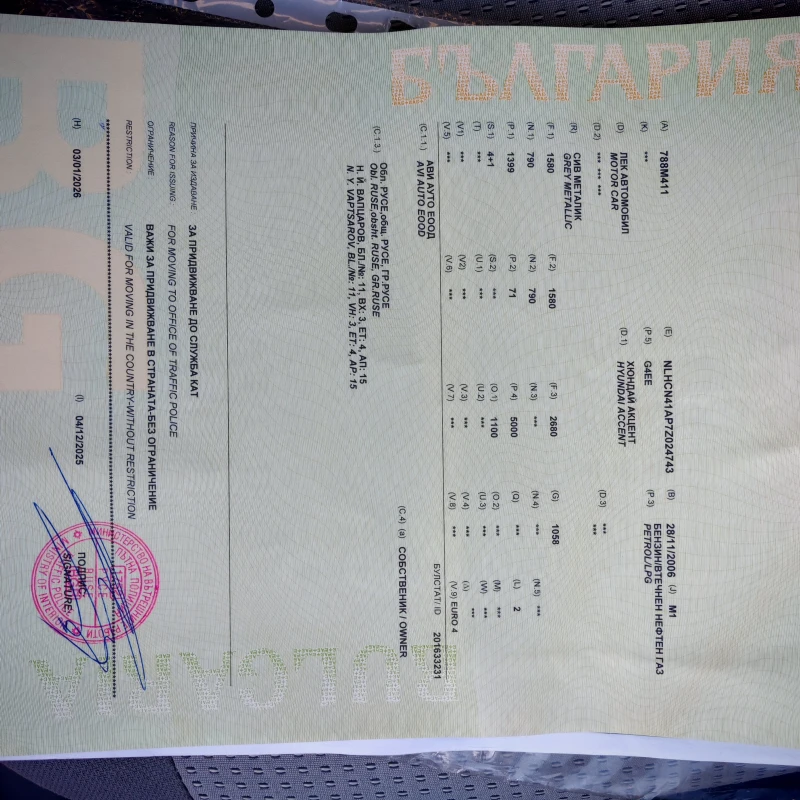 БЪЛГАРИЯ
(A) 788M411 (E) NLHCN41AP7Z024743 (B) 28/11/2006 (J) M1
(K) *** (P.5) G4EE (P.3) БЕНЗИН/ВТЕЧНЕН НЕФТЕН ГАЗ
PETROL/LPG
(D) ЛЕК АВТОМОБИЛ (D.1) ХЮНДАЙ АКЦЕНТ (D.3) ***
MOTOR CAR HYUNDAI ACCENT ***
(D.2) *** *** ***
(R) СИВ МЕТАЛИК
GREY METALLIC
(F.1) 1580 (F.2) 1580 (F.3) 2680 (G) 1058
(N.1) 790 (N.2) 790 (N.3) *** (N.4) *** (N.5) ***
(P.1) 1399 (P.2) 71 (P.4) 5000 (Q) *** (L) 2
(S.1) 4+1 (S.2) *** (O.1) 1100 (O.2) *** (M) ***
(T) *** (U.1) *** (U.2) *** (U.3) *** (W) ***
(V1) *** (V2) *** (V.3) *** (V.4) *** (Δ) ***
(V.5) *** (V.6) *** (V.7) *** (V.8) *** (V.9) EURO 4
БУЛСТАТ/ ID 201633231
(C.1.1.) АВИ АУТО ЕООД
AVI AUTO EOOD
(C.4) (a) СОБСТВЕНИК / OWNER
(C.1.3.) Обл. РУСЕ,общ. РУСЕ, ГР.РУСЕ
Obl. RUSE,obsht. RUSE, GR.RUSE
Н. Й. ВАПЦАРОВ, БЛ./№: 11, ВХ: 3, ЕТ: 4, АП: 15
N. Y. VAPTSAROV, BL./№: 11, VH: 3, ET: 4, AP: 15
ПРИЧИНА ЗА ИЗДАВАНЕ ЗА ПРИДВИЖВАНЕ ДО СЛУЖБА КАТ
REASON FOR ISSUING: FOR MOVING TO OFFICE OF TRAFFIC POLICE
ОГРАНИЧЕНИЕ ВАЖИ ЗА ПРИДВИЖВАНЕ В СТРАНАТА-БЕЗ ОГРАНИЧЕНИЕ
RESTRICTION VALID FOR MOVING IN THE COUNTRY-WITHOUT RESTRICTION
(H) 03/01/2026 (I) 04/12/2025 ПОДПИС:
SIGNATURE:
BULGARIA
BG